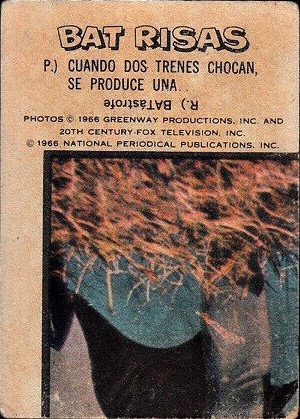 BAT RISAS
P.) CUANDO DOS TRENES CHOCAN,
SE PRODUCE UNA..
R.) BATástrofe
PHOTOS © 1966 GREENWAY PRODUCTIONS, INC. AND
20TH CENTURY-FOX TELEVISION, INC.
© 1966 NATIONAL PERIODICAL PUBLICATIONS, INC.